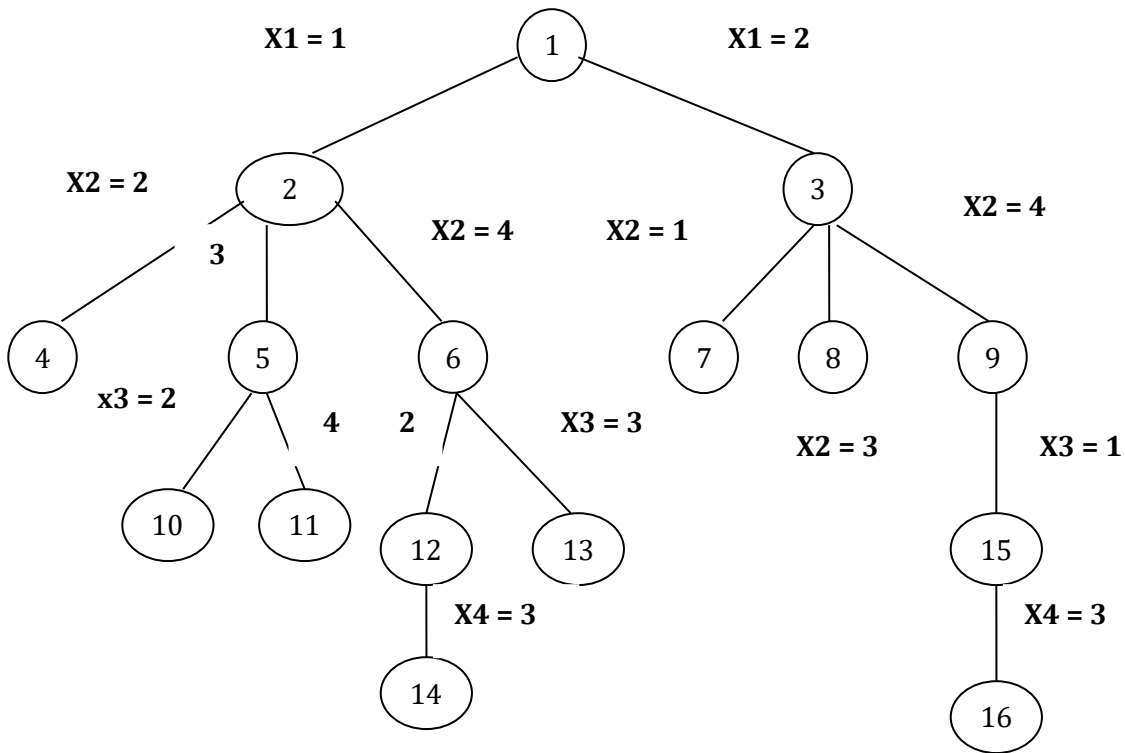 X1 = 1
1
X1 = 2
X2 = 2
2
3
X2 = 4
3
X2 = 4
X2 = 1
X2 = 4
4
5
6
7
8
9
x3 = 2
4
2
X3 = 3
X2 = 3
X3 = 1
10
11
12
13
15
X4 = 3
X4 = 3
14
16